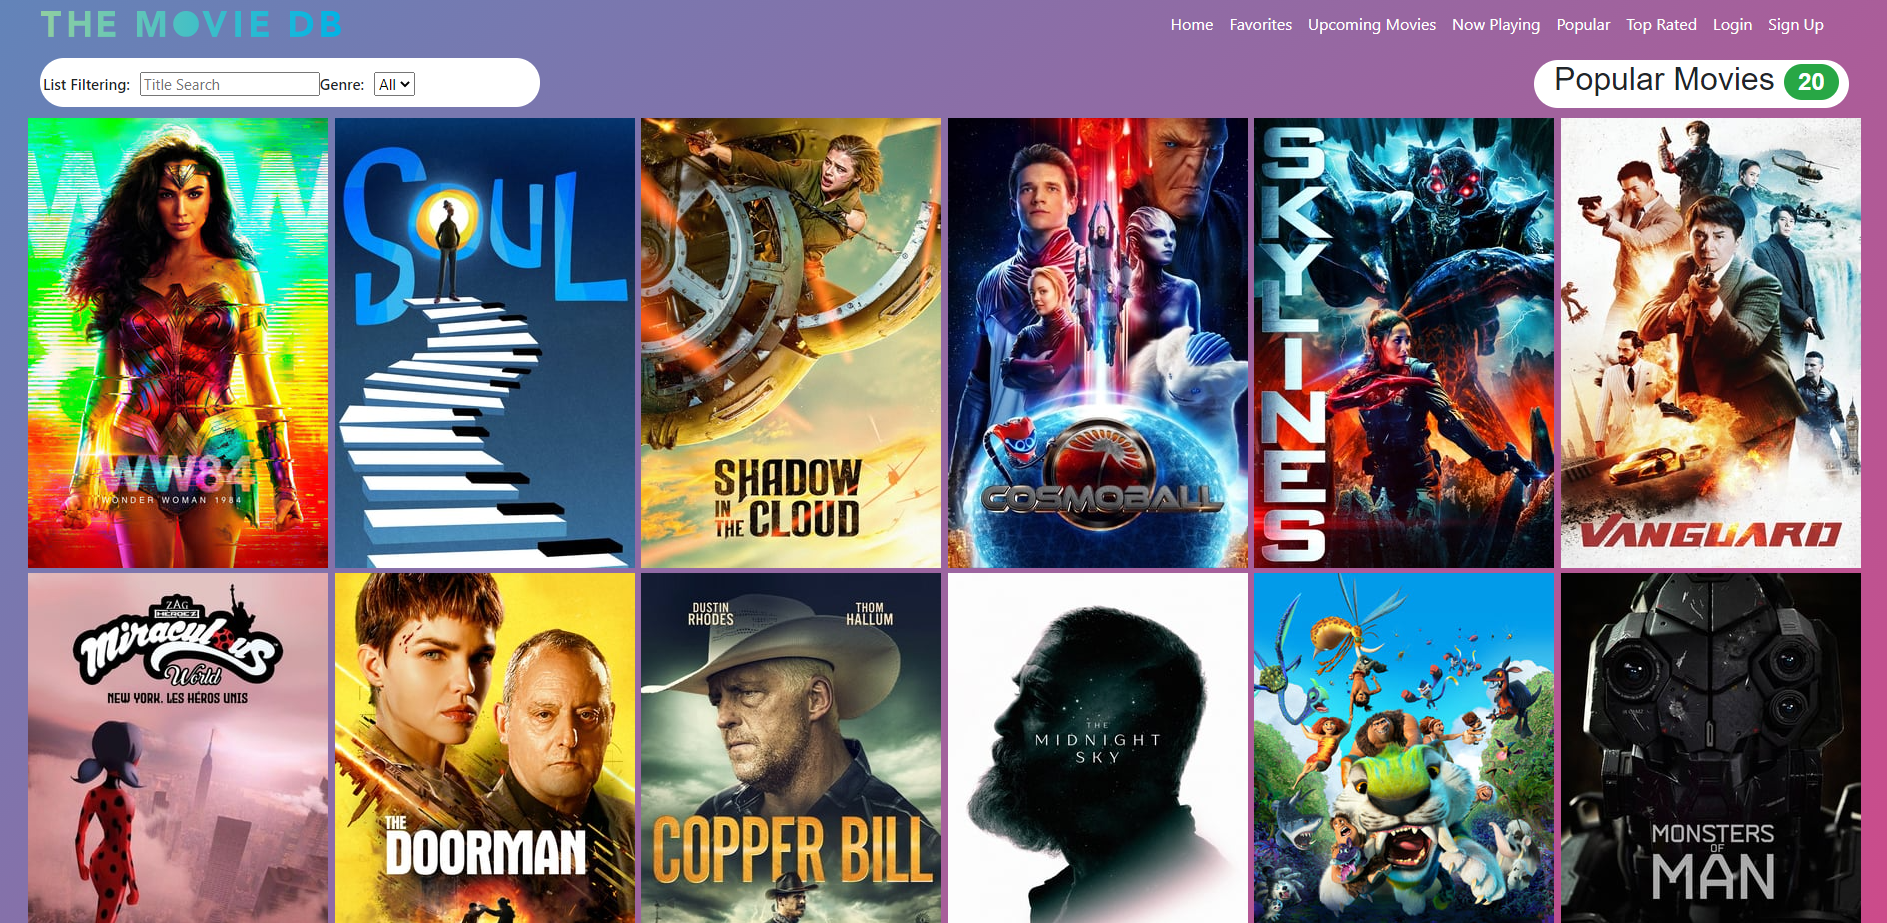 THE MOVIE DB
Home Favorites Upcoming Movies Now Playing Popular Top Rated Login Sign Up
List Filtering: Title Search Genre: All
Popular Movies 20
WW
WW84
WONDER WOMAN 1984
SOUL
SHADOW
IN THE CLOUD
COSMOBALL
SKYLINES
VANGUARD
ZAG
HEROEZ
Miraculous
World
NEW YORK, LES HÉROS UNIS
THE
DOORMAN
DUSTIN RHODES
THOM HALLUM
COPPER BILL
THE
MIDNIGHT
SKY
MONSTERS
OF
MAN